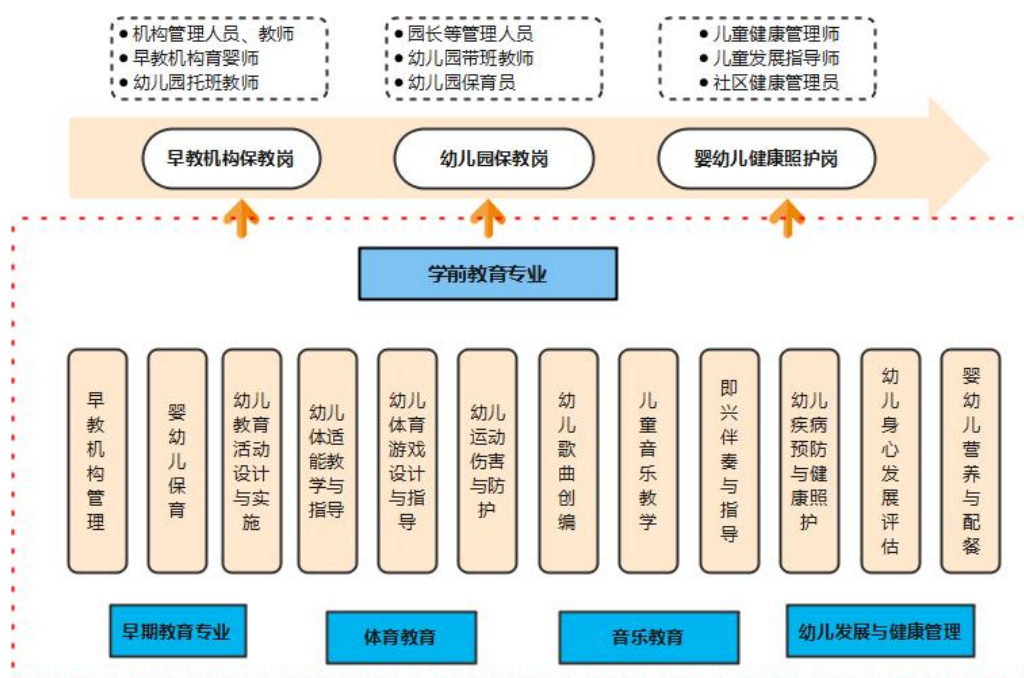 ●机构管理人员、教师
●早教机构育婴师
●幼儿园托班教师
●园长等管理人员
●幼儿园带班教师
●幼儿园保育员
●儿童健康管理师
●儿童发展指导师
●社区健康管理员
早教机构保教岗
幼儿园保教岗
婴幼儿健康照护岗
学前教育专业
早教机构管理
婴幼儿保育
幼儿
教育
活动
设计
与实
施
幼儿
体适
能教
学与
指导
幼儿
体育
游戏
设计
与指
导
幼儿
运动
伤害
与防
护
幼儿歌曲创编
儿童音乐教学
即兴伴奏与指导
幼儿
疾病
预防
与健
康照
护
幼儿身心发展评估
婴幼儿营养与配餐
早期教育专业
体育教育
音乐教育
幼儿发展与健康管理